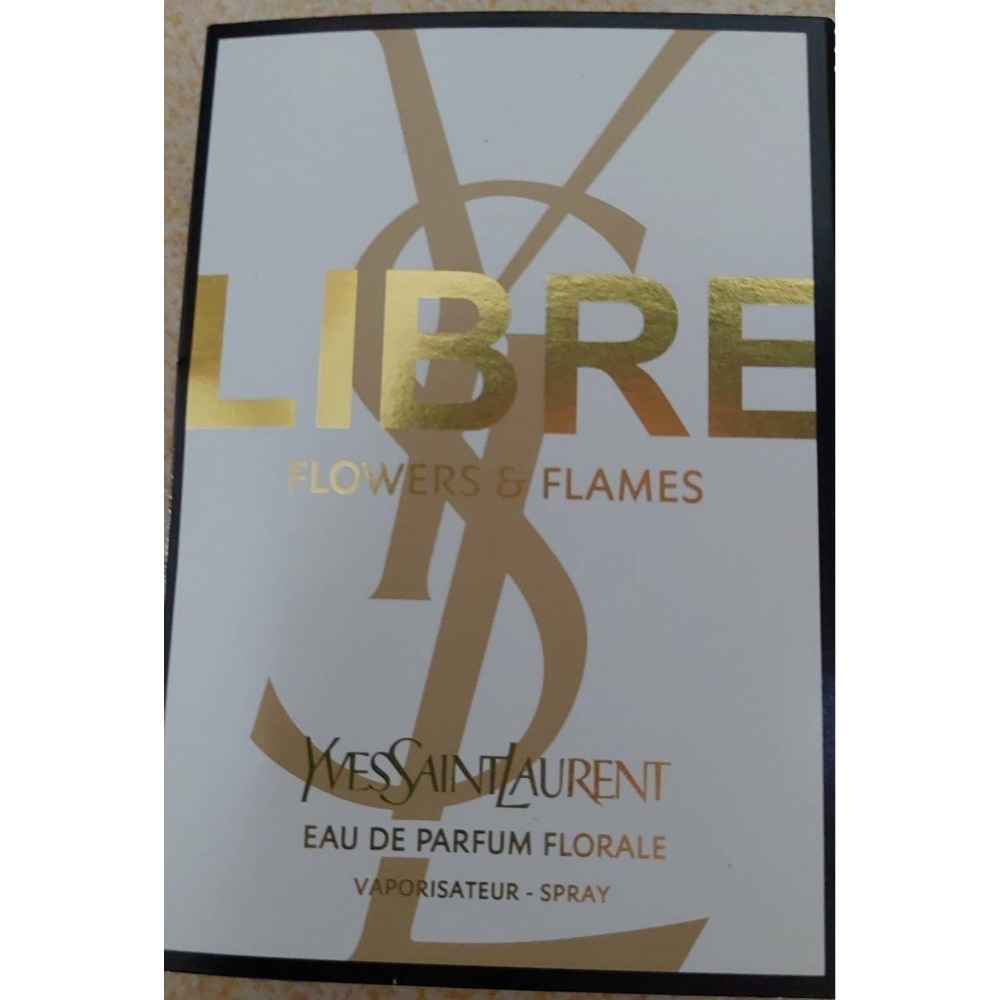 LIBRE
FLOWERS & FLAMES
YVESSAINTLAURENT
EAU DE PARFUM FLORALE
VAPORISATEUR - SPRAY